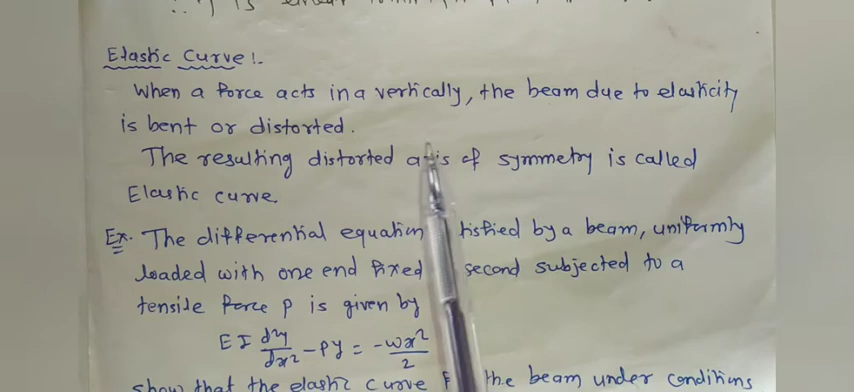 ∴ it is
Elastic Curve :-
When a force acts in a vertically, the beam due to elasticity
is bent or distorted.
The resulting distorted axis of symmetry is called
Elastic curve.
Ex. The differential equation tisfied by a beam, uniformly
loaded with one end fixed second subjected to a
tensile force P is given by
EI d²y/dx² - Py = -wx²/2
show that the elastic curve the beam under conditions